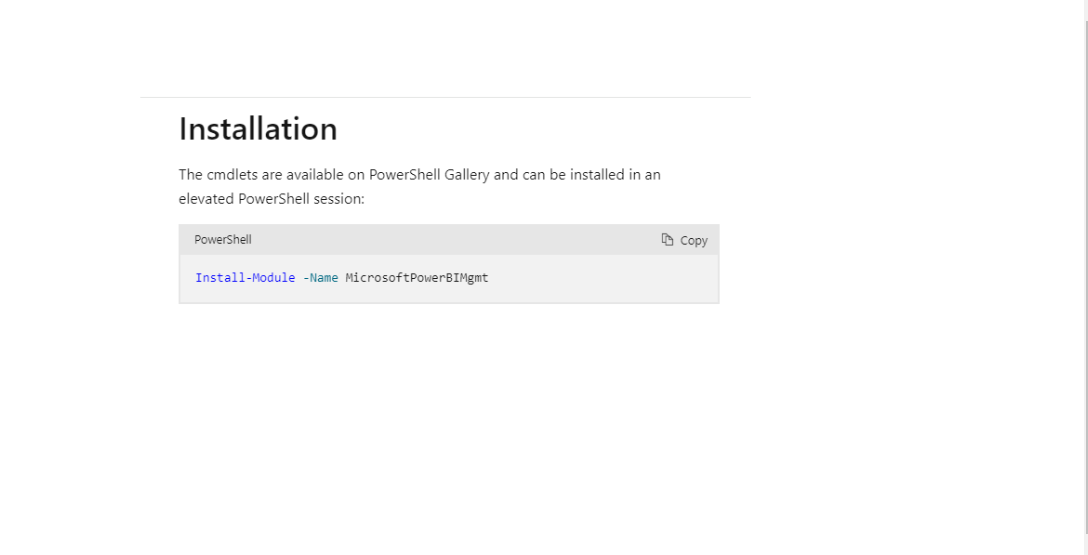 Installation
The cmdlets are available on PowerShell Gallery and can be installed in an
elevated PowerShell session:
PowerShell
Copy
Install-Module -Name MicrosoftPowerBIMgmt